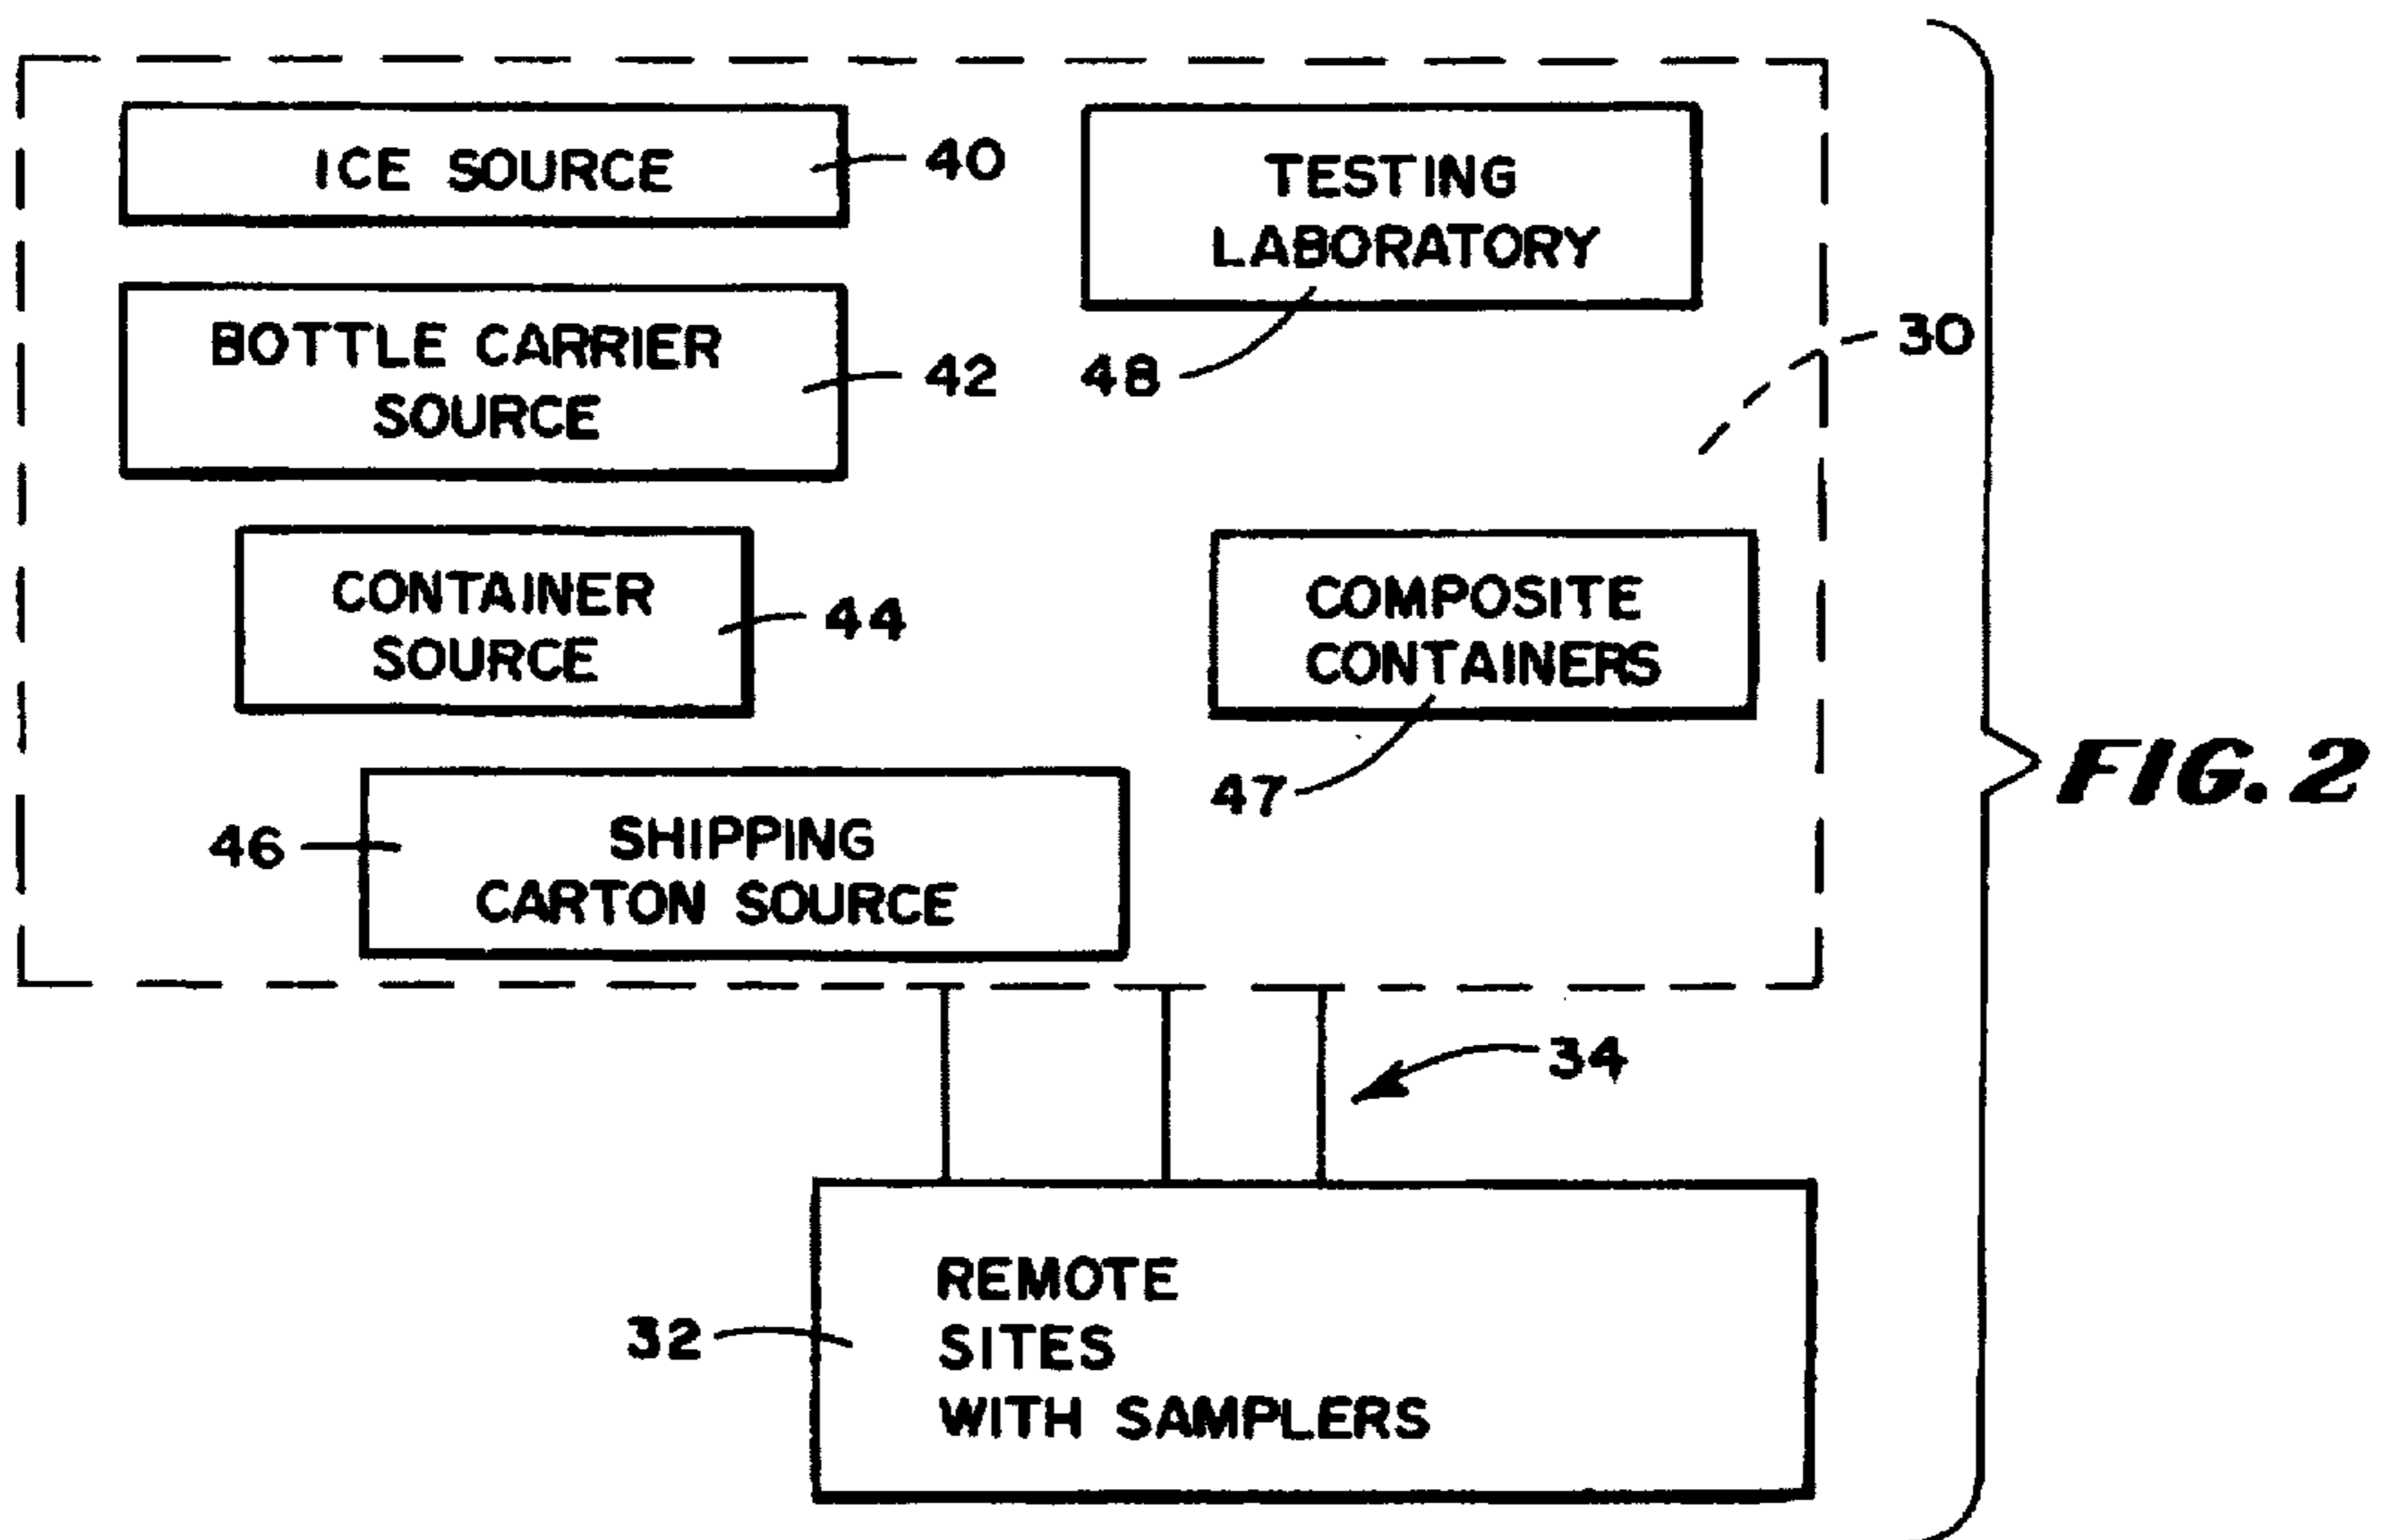 ICE SOURCE
40
TESTING
LABORATORY
48
30
BOTTLE CARRIER
SOURCE
42
CONTAINER
SOURCE
44
COMPOSITE
CONTAINERS
47
SHIPPING
CARTON SOURCE
46
FIG. 2
34
REMOTE
SITES
WITH SAMPLERS
32